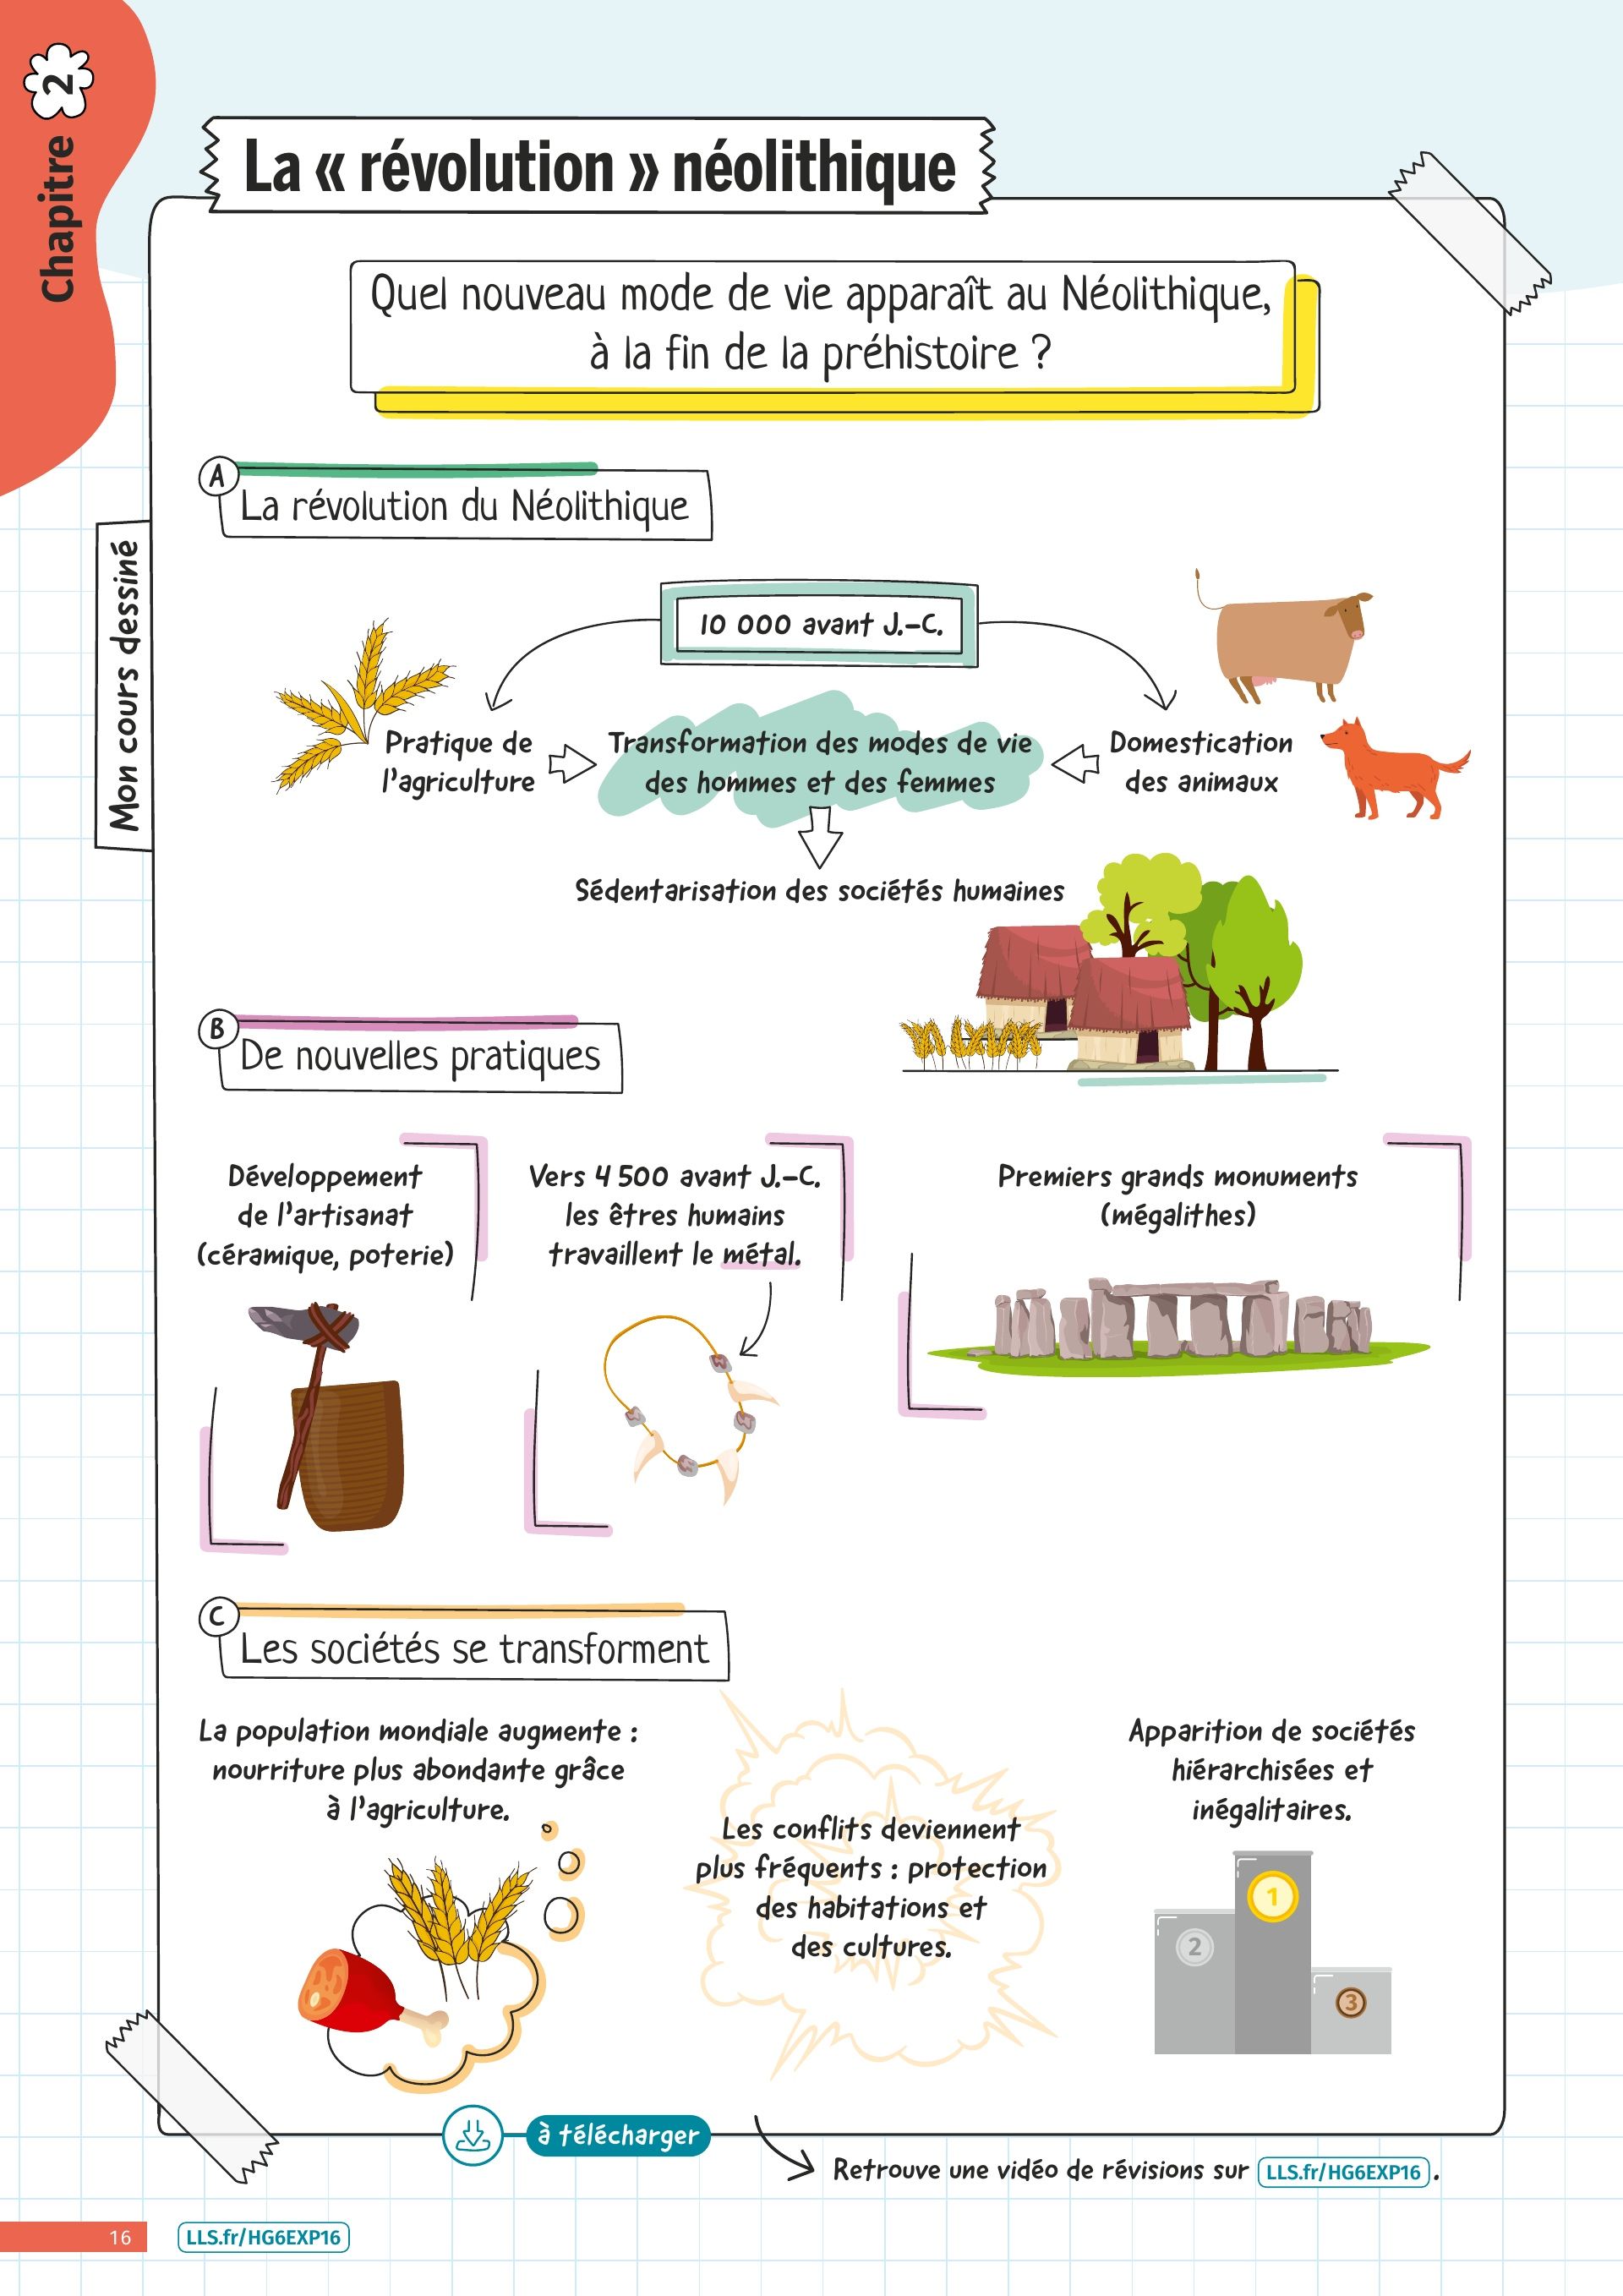 Chapitre 2
La « révolution » néolithique
Quel nouveau mode de vie apparaît au Néolithique,
à la fin de la préhistoire ?
Mon cours dessiné
A
La révolution du Néolithique
10 000 avant J.-C.
Pratique de
l'agriculture
Transformation des modes de vie
des hommes et des femmes
Domestication
des animaux
Sédentarisation des sociétés humaines
B
De nouvelles pratiques
Développement
de l'artisanat
(céramique, poterie)
Vers 4 500 avant J.-C.
les êtres humains
travaillent le métal.
Premiers grands monuments
(mégalithes)
C
Les sociétés se transforment
La population mondiale augmente :
nourriture plus abondante grâce
à l'agriculture.
Les conflits deviennent
plus fréquents : protection
des habitations et
des cultures.
Apparition de sociétés
hiérarchisées et
inégalitaires.
1
2
3
à télécharger
Retrouve une vidéo de révisions sur LLS.fr/HG6EXP16 .
16
LLS.fr/HG6EXP16